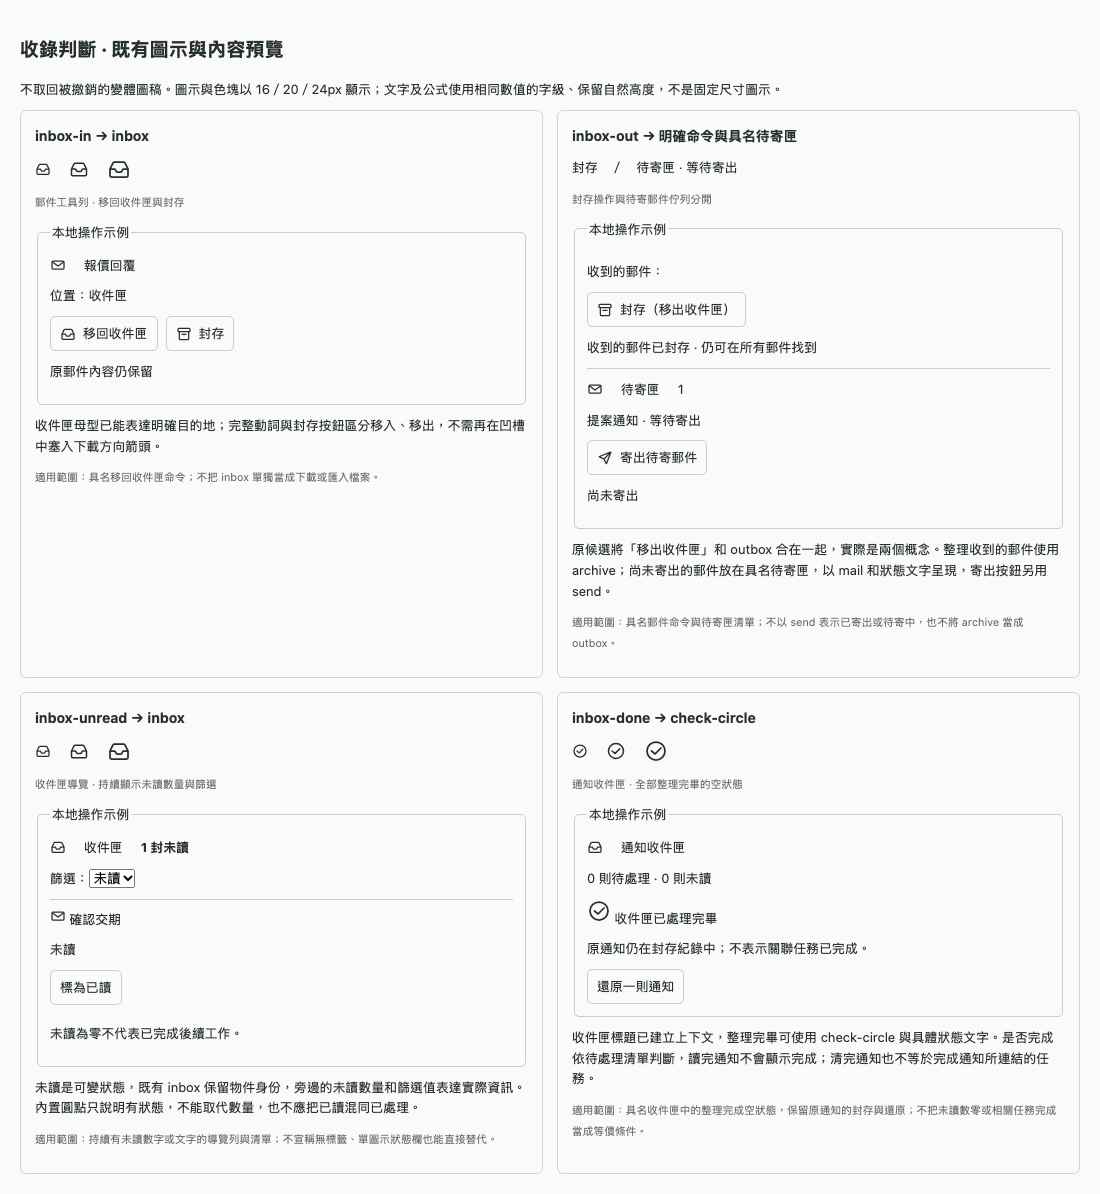 收錄判斷 · 既有圖示與內容預覽
不取回被撤銷的變體圖稿。圖示與色塊以 16 / 20 / 24px 顯示；文字及公式使用相同數值的字級、保留自然高度，不是固定尺寸圖示。
inbox-in → inbox
郵件工具列 · 移回收件匣與封存
本地操作示例
報價回覆
位置：收件匣
移回收件匣
封存
原郵件內容仍保留
收件匣母型已能表達明確目的地；完整動詞與封存按鈕區分移入、移出，不需再在凹槽
中塞入下載方向箭頭。
適用範圍：具名移回收件匣命令；不把 inbox 單獨當成下載或匯入檔案。
inbox-out → 明確命令與具名待寄匣
封存 / 待寄匣 · 等待寄出
封存操作與待寄郵件佇列分開
本地操作示例
收到的郵件：
封存（移出收件匣）
收到的郵件已封存 · 仍可在所有郵件找到
待寄匣 1
提案通知 · 等待寄出
寄出待寄郵件
尚未寄出
原候選將「移出收件匣」和 outbox 合在一起，實際是兩個概念。整理收到的郵件使用
archive；尚未寄出的郵件放在具名待寄匣，以 mail 和狀態文字呈現，寄出按鈕另用
send。
適用範圍：具名郵件命令與待寄匣清單；不以 send 表示已寄出或待寄中，也不將 archive 當成
outbox。
inbox-unread → inbox
收件匣導覽 · 持續顯示未讀數量與篩選
本地操作示例
收件匣 1 封未讀
篩選：未讀
確認交期
未讀
標為已讀
未讀為零不代表已完成後續工作。
未讀是可變狀態，既有 inbox 保留物件身份，旁邊的未讀數量和篩選值表達實際資訊。
內置圓點只說明有狀態，不能取代數量，也不應把已讀混同已處理。
適用範圍：持續有未讀數字或文字的導覽列與清單；不宣稱無標籤、單圖示狀態欄也能直接替代。
inbox-done → check-circle
通知收件匣 · 全部整理完畢的空狀態
本地操作示例
通知收件匣
0 則待處理 · 0 則未讀
收件匣已處理完畢
原通知仍在封存紀錄中；不表示關聯任務已完成。
還原一則通知
收件匣標題已建立上下文，整理完畢可使用 check-circle 與具體狀態文字。是否完成
依待處理清單判斷，讀完通知不會顯示完成；清完通知也不等於完成通知所連結的任
務。
適用範圍：具名收件匣中的整理完成空狀態，保留原通知的封存與還原；不把未讀數零或相關任務完成
當成等價條件。